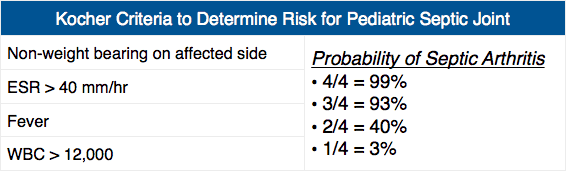 Kocher Criteria to Determine Risk for Pediatric Septic Joint
Non-weight bearing on affected side
ESR > 40 mm/hr
Fever
WBC > 12,000
Probability of Septic Arthritis
• 4/4 = 99%
• 3/4 = 93%
• 2/4 = 40%
• 1/4 = 3%